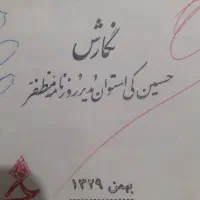 نگارش
حسین کی استوان مدیر روزنامه مظفر
بهمن ۱۳۲۹